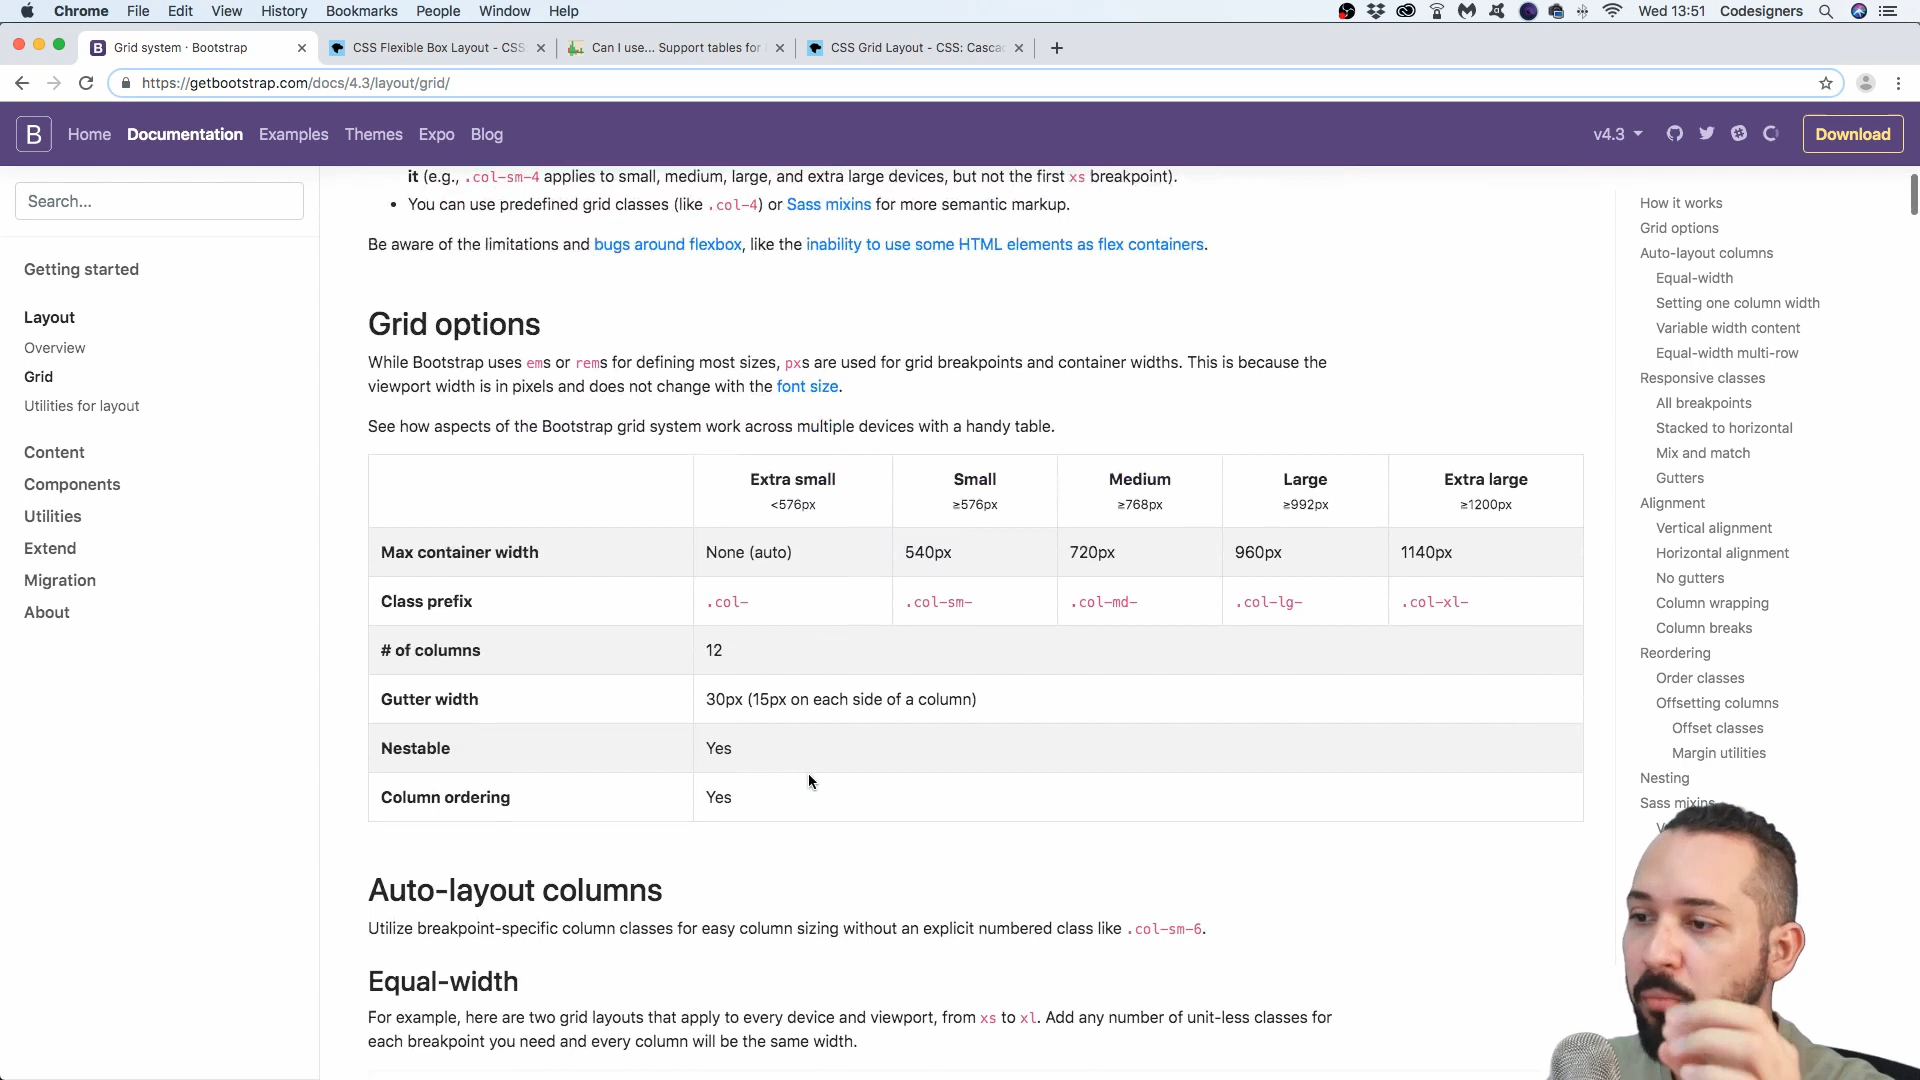 Chrome File Edit View History Bookmarks People Window Help
Wed 13:51 Codesigners
Grid system · Bootstrap
CSS Flexible Box Layout - CSS
Can I use... Support tables for
CSS Grid Layout - CSS: Casca
https://getbootstrap.com/docs/4.3/layout/grid/
B Home Documentation Examples Themes Expo Blog
v4.3
Download
Search...
Getting started
Layout
Overview
Grid
Utilities for layout
Content
Components
Utilities
Extend
Migration
About
it (e.g., .col-sm-4 applies to small, medium, large, and extra large devices, but not the first xs breakpoint).
• You can use predefined grid classes (like .col-4) or Sass mixins for more semantic markup.
Be aware of the limitations and bugs around flexbox, like the inability to use some HTML elements as flex containers.
Grid options
While Bootstrap uses ems or rems for defining most sizes, pxs are used for grid breakpoints and container widths. This is because the
viewport width is in pixels and does not change with the font size.
See how aspects of the Bootstrap grid system work across multiple devices with a handy table.
Extra small Small Medium Large Extra large
<576px ≥576px ≥768px ≥992px ≥1200px
Max container width None (auto) 540px 720px 960px 1140px
Class prefix .col- .col-sm- .col-md- .col-lg- .col-xl-
# of columns 12
Gutter width 30px (15px on each side of a column)
Nestable Yes
Column ordering Yes
Auto-layout columns
Utilize breakpoint-specific column classes for easy column sizing without an explicit numbered class like .col-sm-6.
Equal-width
For example, here are two grid layouts that apply to every device and viewport, from xs to xl. Add any number of unit-less classes for
each breakpoint you need and every column will be the same width.
How it works
Grid options
Auto-layout columns
Equal-width
Setting one column width
Variable width content
Equal-width multi-row
Responsive classes
All breakpoints
Stacked to horizontal
Mix and match
Gutters
Alignment
Vertical alignment
Horizontal alignment
No gutters
Column wrapping
Column breaks
Reordering
Order classes
Offsetting columns
Offset classes
Margin utilities
Nesting
Sass mixins